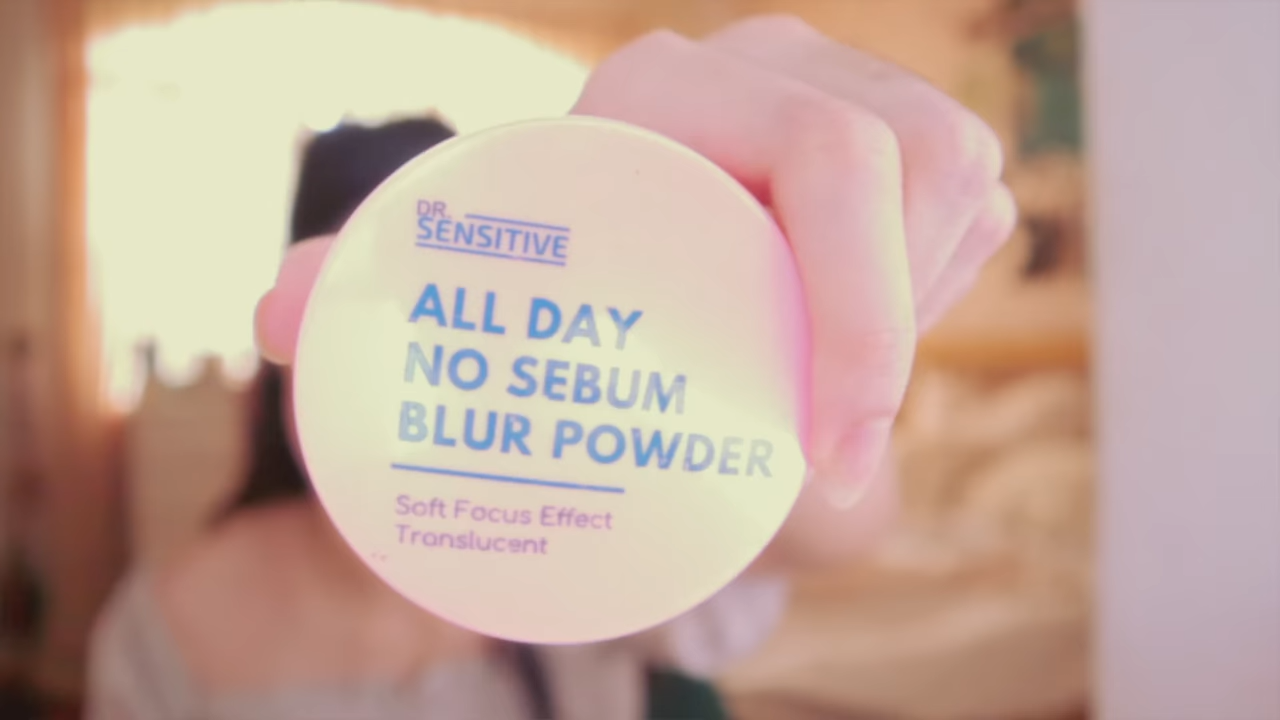 DR.
SENSITIVE
ALL DAY
NO SEBUM
BLUR POWDER
Soft Focus Effect
Translucent